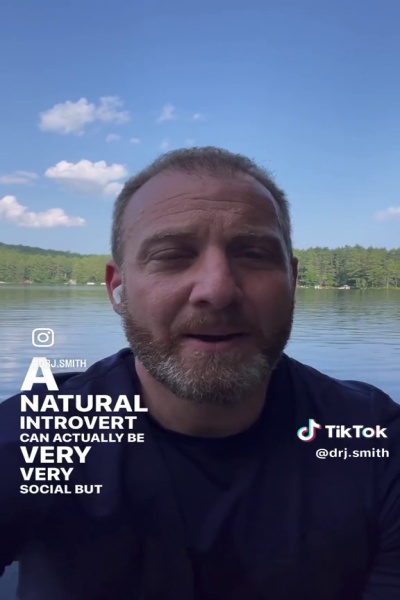 DRJ.SMITH
A
NATURAL
INTROVERT
CAN ACTUALLY BE
VERY
VERY
SOCIAL BUT
TikTok
@drj.smith